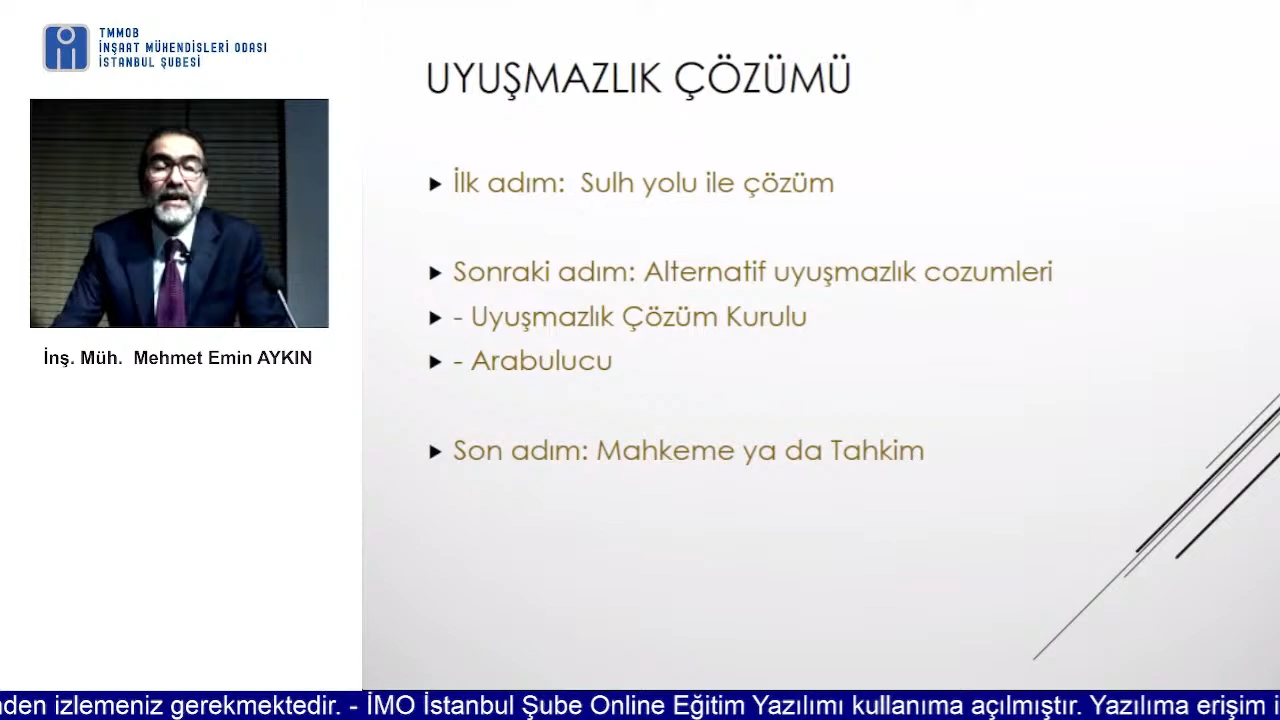 TMMOB
İNŞAAT MÜHENDİSLERİ ODASI
İSTANBUL ŞUBESİ
İnş. Müh. Mehmet Emin AYKIN
UYUŞMAZLIK ÇÖZÜMÜ
İlk adım: Sulh yolu ile çözüm
Sonraki adım: Alternatif uyuşmazlık cozumleri
- Uyuşmazlık Çözüm Kurulu
- Arabulucu
Son adım: Mahkeme ya da Tahkim
nden izlemeniz gerekmektedir. - İMO İstanbul Şube Online Eğitim Yazılımı kullanıma açılmıştır. Yazılıma erişim i